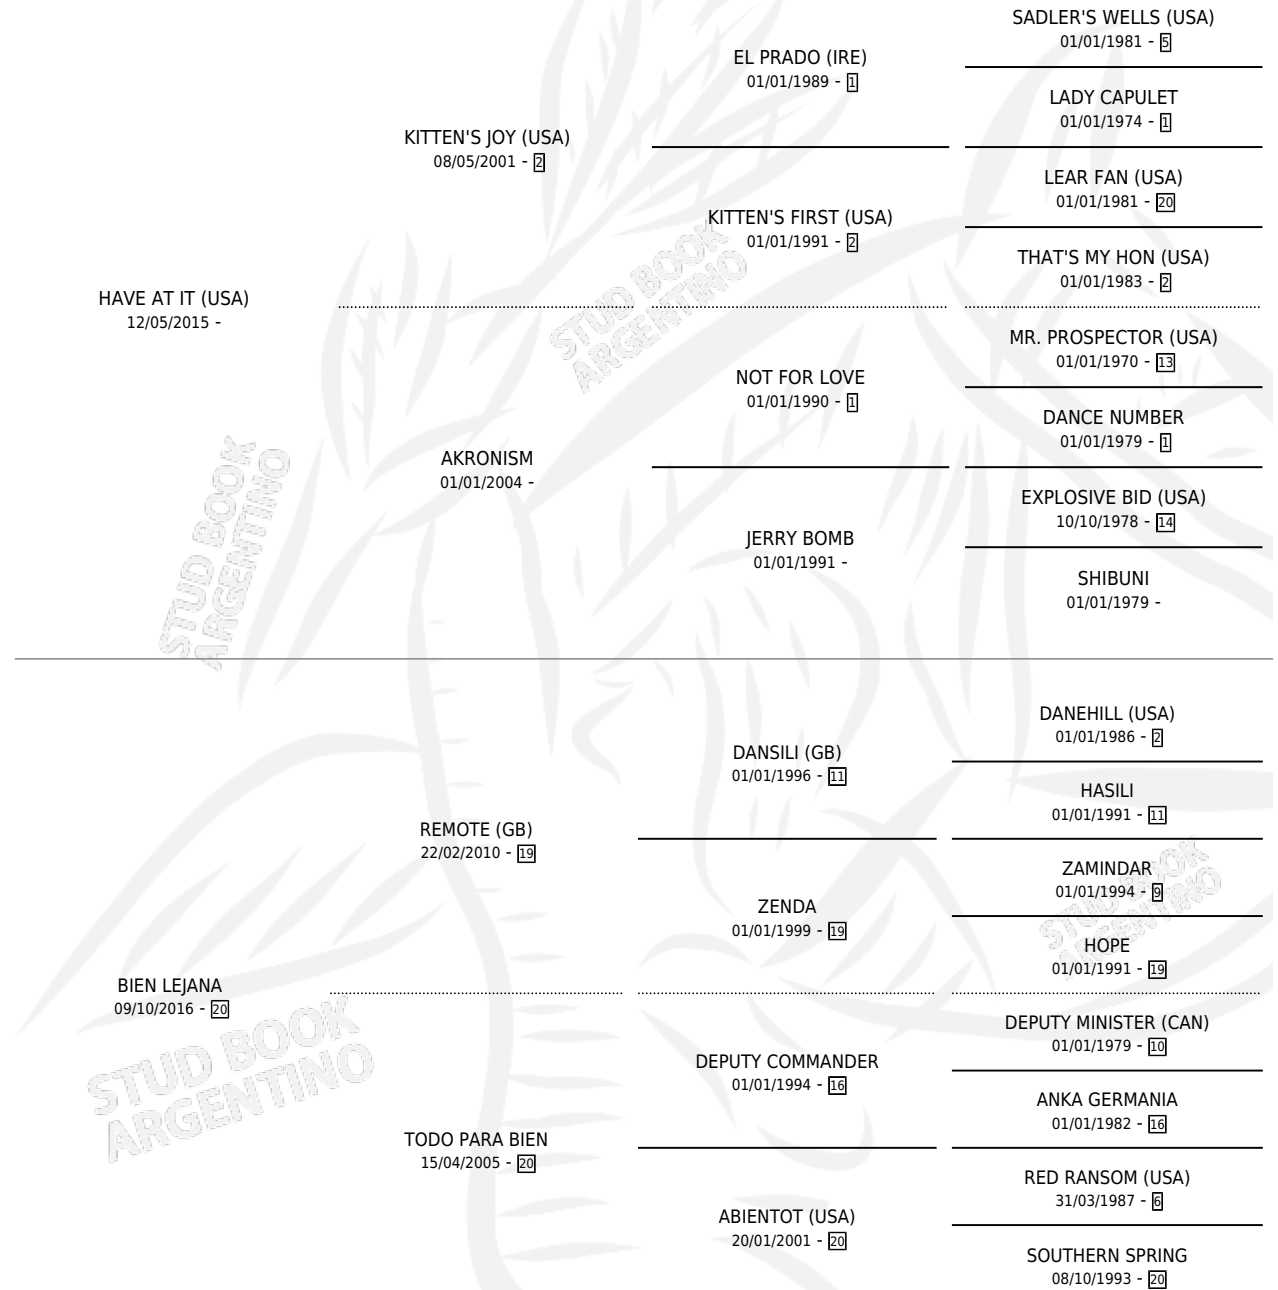 SADLER'S WELLS (USA)
01/01/1981 - 5
EL PRADO (IRE)
01/01/1989 - 1
LADY CAPULET
01/01/1974 - 1
KITTEN'S JOY (USA)
08/05/2001 - 2
LEAR FAN (USA)
01/01/1981 - 20
KITTEN'S FIRST (USA)
01/01/1991 - 2
THAT'S MY HON (USA)
01/01/1983 - 2
HAVE AT IT (USA)
12/05/2015 -
MR. PROSPECTOR (USA)
01/01/1970 - 13
NOT FOR LOVE
01/01/1990 - 1
DANCE NUMBER
01/01/1979 - 1
AKRONISM
01/01/2004 -
EXPLOSIVE BID (USA)
10/10/1978 - 14
JERRY BOMB
01/01/1991 -
SHIBUNI
01/01/1979 -
DANEHILL (USA)
01/01/1986 - 2
DANSILI (GB)
01/01/1996 - 11
HASILI
01/01/1991 - 11
REMOTE (GB)
22/02/2010 - 19
ZAMINDAR
01/01/1994 - 9
ZENDA
01/01/1999 - 19
HOPE
01/01/1991 - 19
BIEN LEJANA
09/10/2016 - 20
DEPUTY MINISTER (CAN)
01/01/1979 - 10
DEPUTY COMMANDER
01/01/1994 - 16
ANKA GERMANIA
01/01/1982 - 16
TODO PARA BIEN
15/04/2005 - 20
RED RANSOM (USA)
31/03/1987 - 6
ABIENTOT (USA)
20/01/2001 - 20
SOUTHERN SPRING
08/10/1993 - 20
STUD BOOK
ARGENTINO
STUD BOOK
ARGENTINO
STUD BOOK
ARGENTINO
STUD BOOK
ARGENTINO